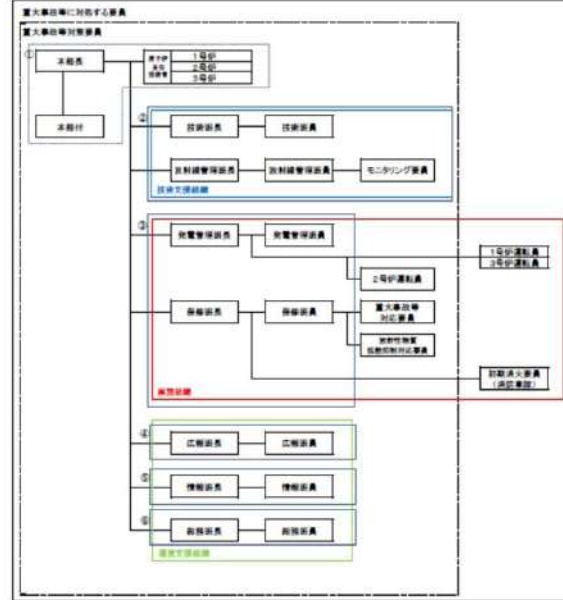 重大事故等に対処する要員
重大事故等対策要員
①
本部長
原子炉
主任
技術者
1号炉
2号炉
3号炉
本部付
②
技術班長
技術班員
放射線管理班長
放射線管理班員
モニタリング要員
技術支援組織
③
発電管理班長
発電管理班員
1号炉運転員
3号炉運転員
2号炉運転員
保修班長
保修班員
重大事故等
対応要員
放射性物質
拡散抑制対応要員
初期消火要員
(消防車隊)
実施組織
④
広報班長
広報班員
⑤
情報班長
情報班員
⑥
総務班長
総務班員
運営支援組織